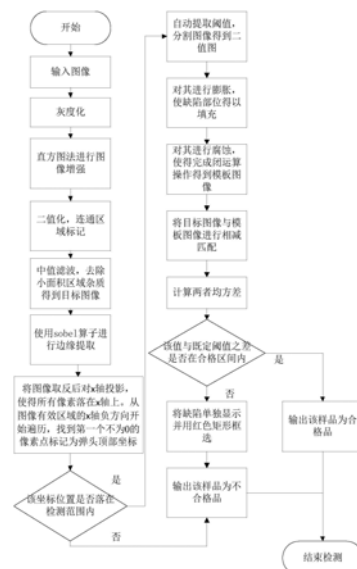 开始
输入图像
灰度化
直方图法进行图
像增强
二值化，连通区
域标记
中值滤波，去除
小面积区域杂质
得到目标图像
使用sobel算子进
行边缘提取
将图像取反后对x轴投影，
使得所有像素落在x轴上。从
图像有效区域的x轴负方向开
始遍历，找到第一个不为0的
像素点标记为弹头顶部坐标
该坐标位置是否落在
检测范围内
是
否
自动提取阈值，
分割图像得到二
值图
对其进行膨胀，
使缺陷部位得以
填充
对其进行腐蚀，
使得完成闭运算
操作得到模板图
像
将目标图像与模
板图像进行相减
匹配
计算两者均方差
该值与既定阈值之差
是否在合格区间内
是
否
将缺陷单独显示
并用红色矩形框
选
输出该样品为不
合格品
输出该样品为合
格品
结束检测